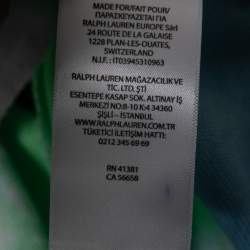 MADE FOR/FAIT POUR/
ΠΑΡΑΣΚΕΥΑΖΕΤΑΙ ΓΙΑ
RALPH LAUREN EUROPE Sàrl
24 ROUTE DE LA GALAISE
1228 PLAN-LES-OUATES,
SWITZERLAND
N.I.F.: IT03945310963
RALPH LAUREN MAĞAZACILIK VE
TİC. LTD. ŞTİ
ESENTEPE KASAP SOK. ALTINAY İŞ
MERKEZİ NO:8-10 K:4 34360
ŞİŞLİ – İSTANBUL
WWW.RALPHLAUREN.COM.TR
TÜKETİCİ İLETİŞİM HATTI:
0212 345 69 69
RN 41381
CA 56658